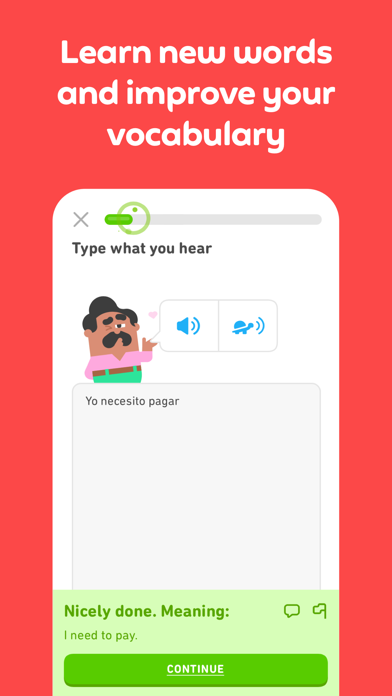 Learn new words
and improve your
vocabulary
Type what you hear
Yo necesito pagar
Nicely done. Meaning:
I need to pay.
CONTINUE